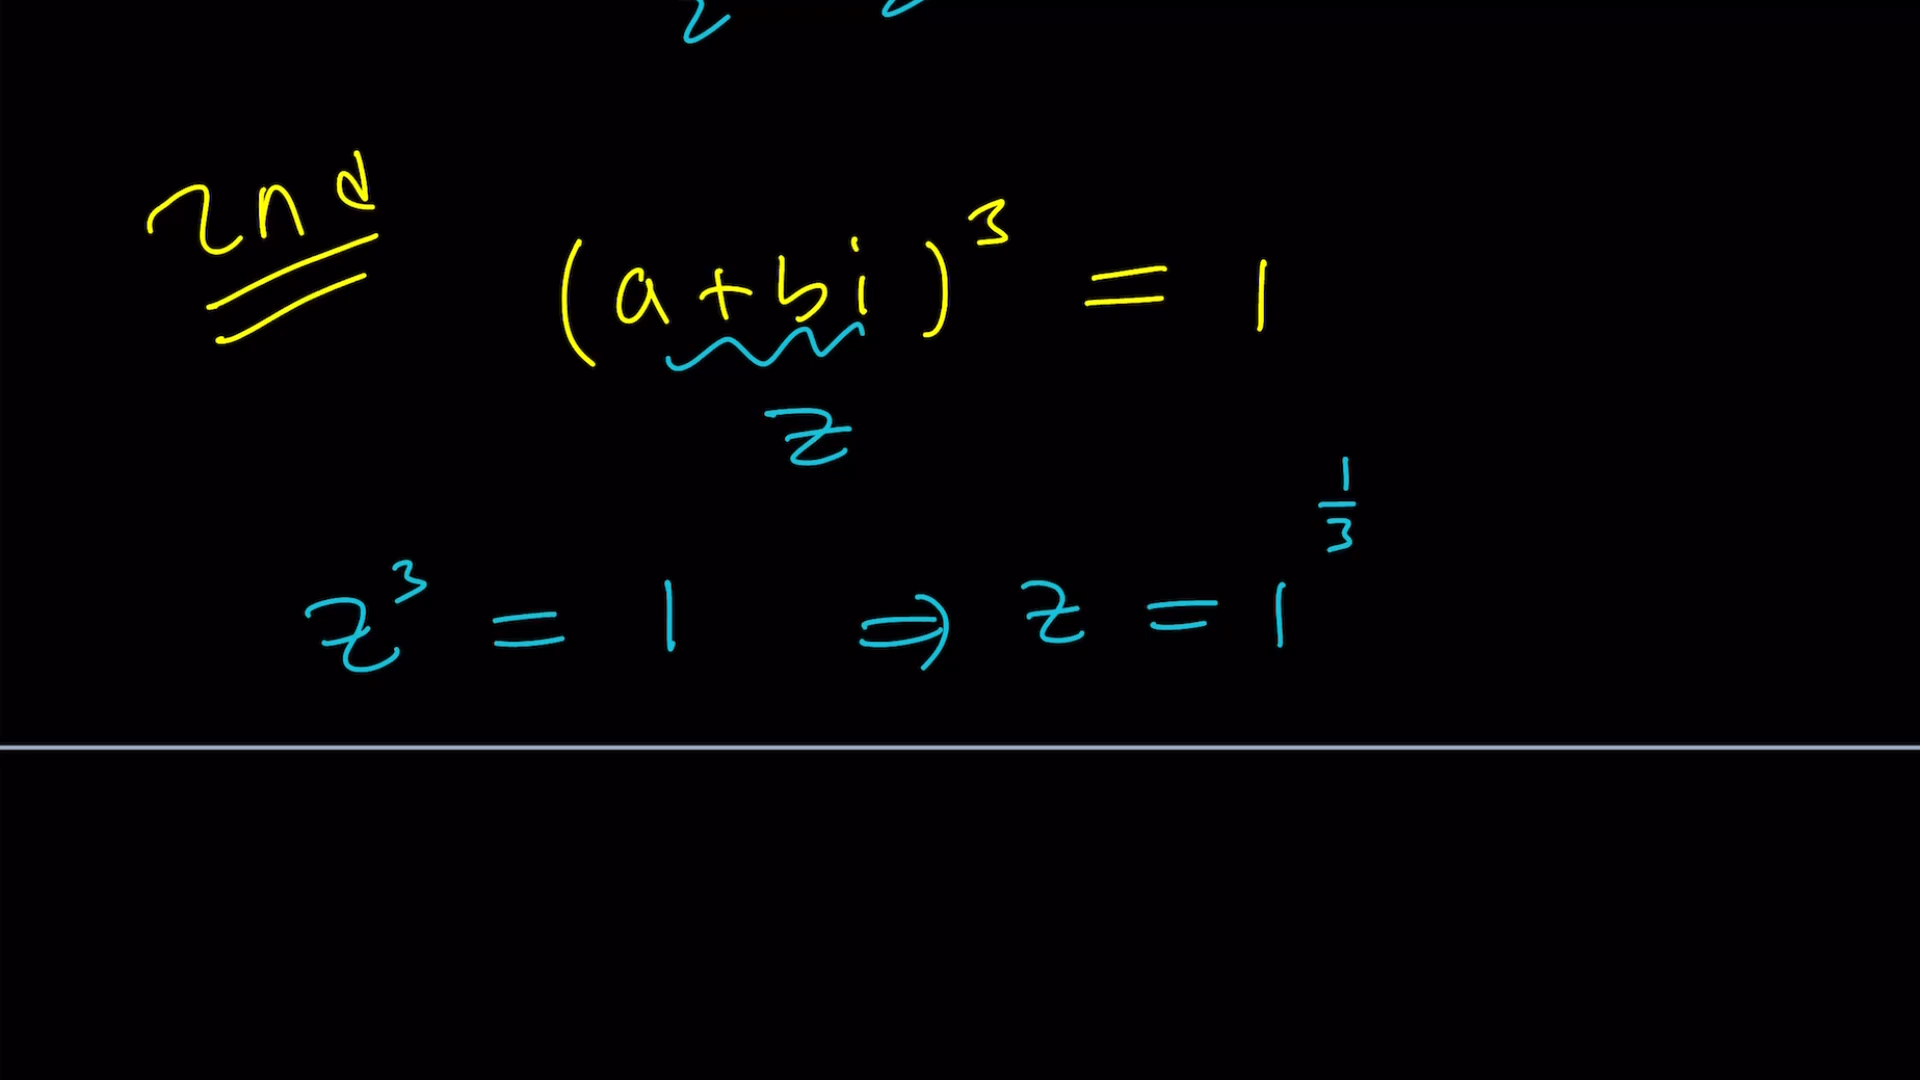 2nd (a+bi)³ = 1
z
z³ = 1 ⇒ z = 1^(1/3)